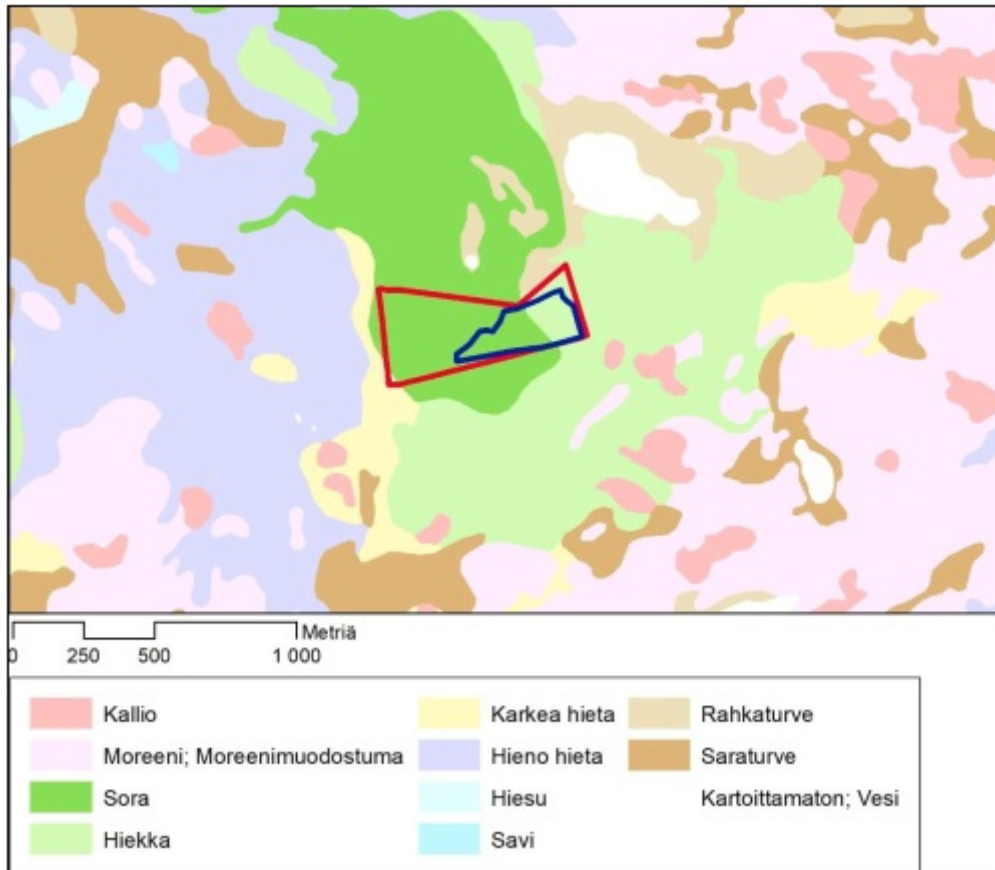 Metriä
0 250 500 1 000
Kallio
Moreeni; Moreenimuodostuma
Sora
Hiekka
Karkea hieta
Hieno hieta
Hiesu
Savi
Rahkaturve
Saraturve
Kartoittamaton; Vesi